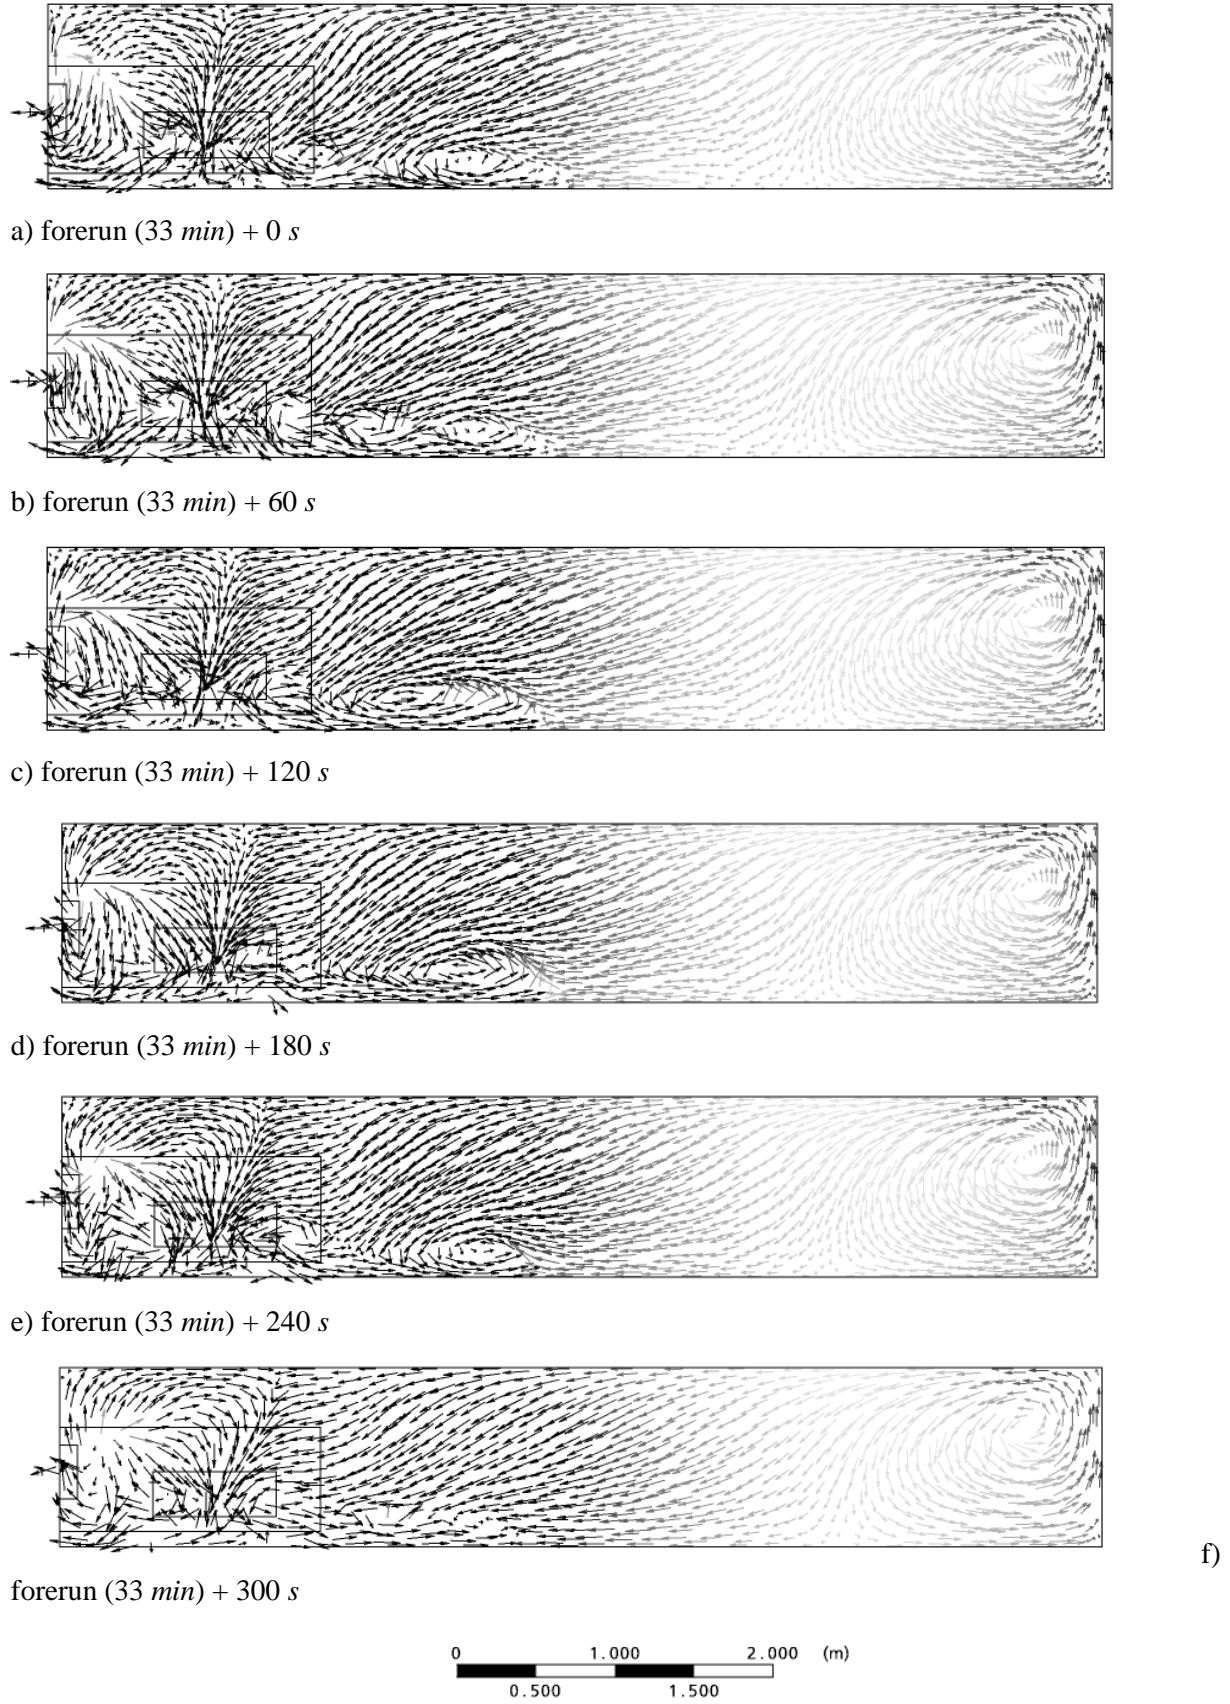 a) forerun (33 min) + 0 s
b) forerun (33 min) + 60 s
c) forerun (33 min) + 120 s
d) forerun (33 min) + 180 s
e) forerun (33 min) + 240 s
f)
forerun (33 min) + 300 s
0 1.000 2.000 (m)
0.500 1.500